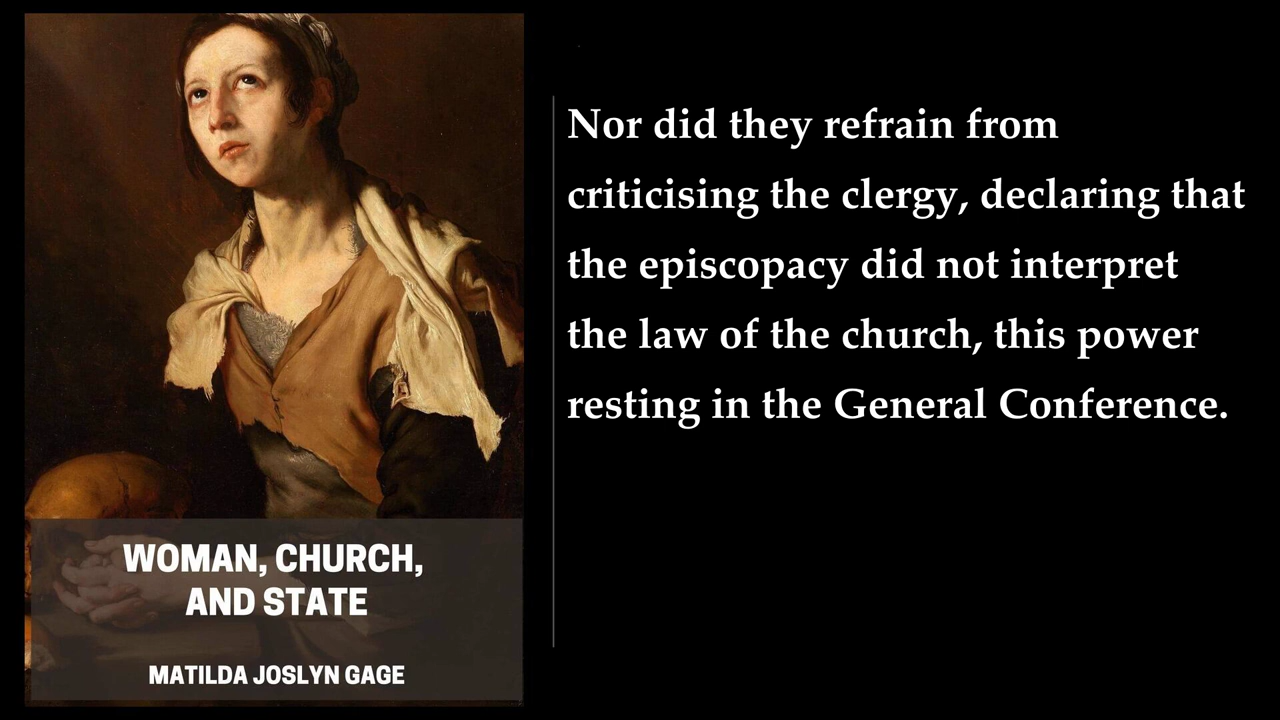 WOMAN, CHURCH,
AND STATE
MATILDA JOSLYN GAGE
Nor did they refrain from
criticising the clergy, declaring that
the episcopacy did not interpret
the law of the church, this power
resting in the General Conference.